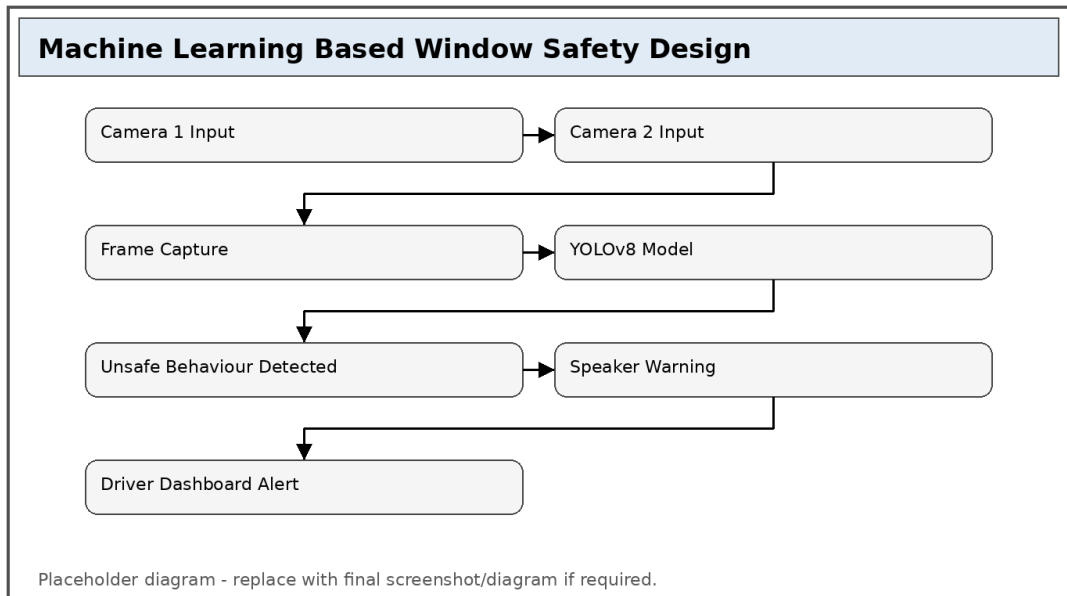 Machine Learning Based Window Safety Design
Camera 1 Input
Camera 2 Input
Frame Capture
YOLOv8 Model
Unsafe Behaviour Detected
Speaker Warning
Driver Dashboard Alert
Placeholder diagram - replace with final screenshot/diagram if required.